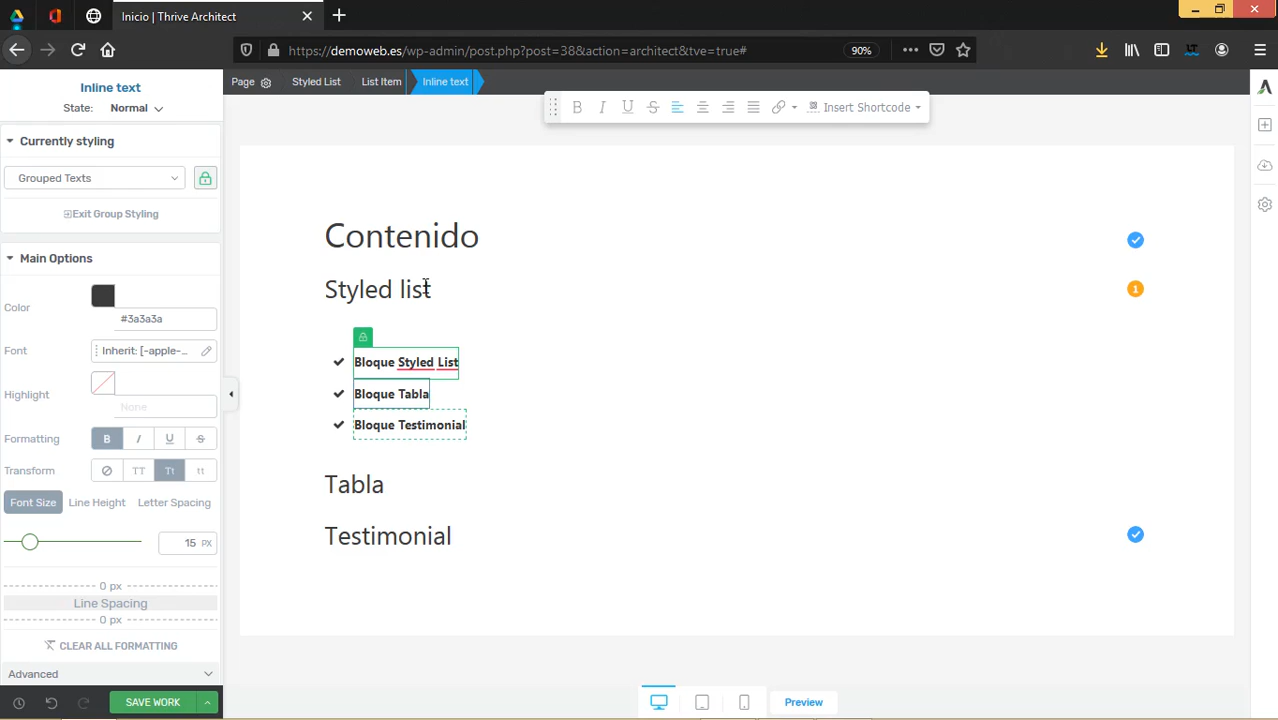 Inicio | Thrive Architect
https://demoweb.es/wp-admin/post.php?post=38&action=architect&tve=true#
90%
Inline text
State: Normal
Page
Styled List
List Item
Inline text
B I U S
Insert Shortcode
Currently styling
Grouped Texts
Exit Group Styling
Main Options
Color
#3a3a3a
Font
Inherit: [-apple-...
Highlight
None
Formatting
B I U S
Transform
TT Tt tt
Font Size
Line Height
Letter Spacing
15 PX
0 px
Line Spacing
0 px
CLEAR ALL FORMATTING
Advanced
SAVE WORK
Contenido
Styled list
1
Bloque Styled List
Bloque Tabla
Bloque Testimonial
Tabla
Testimonial
Preview